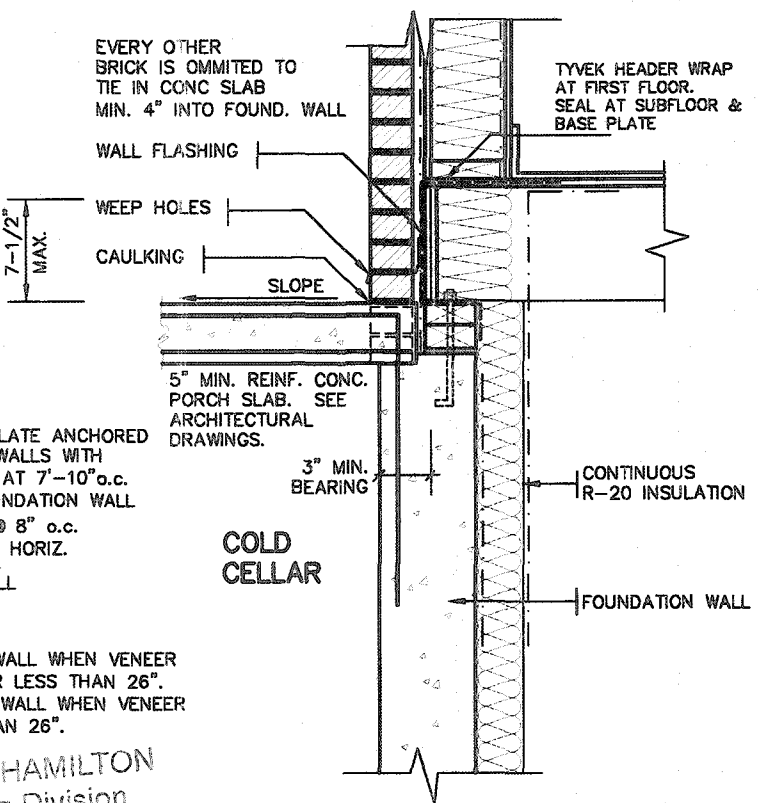 EVERY OTHER
BRICK IS OMMITED TO
TIE IN CONC SLAB
MIN. 4" INTO FOUND. WALL
TYVEK HEADER WRAP
AT FIRST FLOOR.
SEAL AT SUBFLOOR &
BASE PLATE
WALL FLASHING
WEEP HOLES
7-1/2"
MAX.
CAULKING
SLOPE
5" MIN. REINF. CONC.
PORCH SLAB. SEE
ARCHITECTURAL
DRAWINGS.
LATE ANCHORED
WALLS WITH
AT 7'-10"o.c.
UNDATION WALL
@ 8" o.c.
HORIZ.
LL
3" MIN.
BEARING
CONTINUOUS
R-20 INSULATION
COLD
CELLAR
FOUNDATION WALL
WALL WHEN VENEER
R LESS THAN 26".
WALL WHEN VENEER
AN 26".
HAMILTON
Division